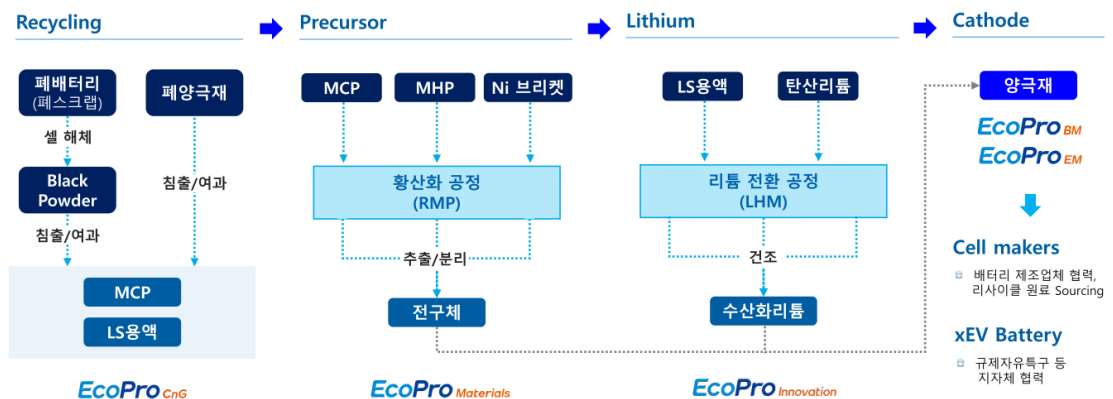 Recycling
폐배터리
(폐스크랩)
폐양극재
셀 해체
Black
Powder
침출/여과
침출/여과
MCP
LS용액
EcoPro CnG
Precursor
MCP
MHP
Ni 브리켓
황산화 공정
(RMP)
추출/분리
전구체
EcoPro Materials
Lithium
LS용액
탄산리튬
리튬 전환 공정
(LHM)
건조
수산화리튬
EcoPro Innovation
Cathode
양극재
EcoPro BM
EcoPro EM
Cell makers
배터리 제조업체 협력,
리사이클 원료 Sourcing
xEV Battery
규제자유특구 등
지자체 협력